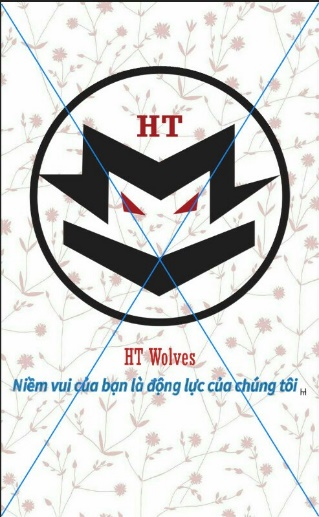 HT
HT Wolves
Niềm vui của bạn là động lực của chúng tôi